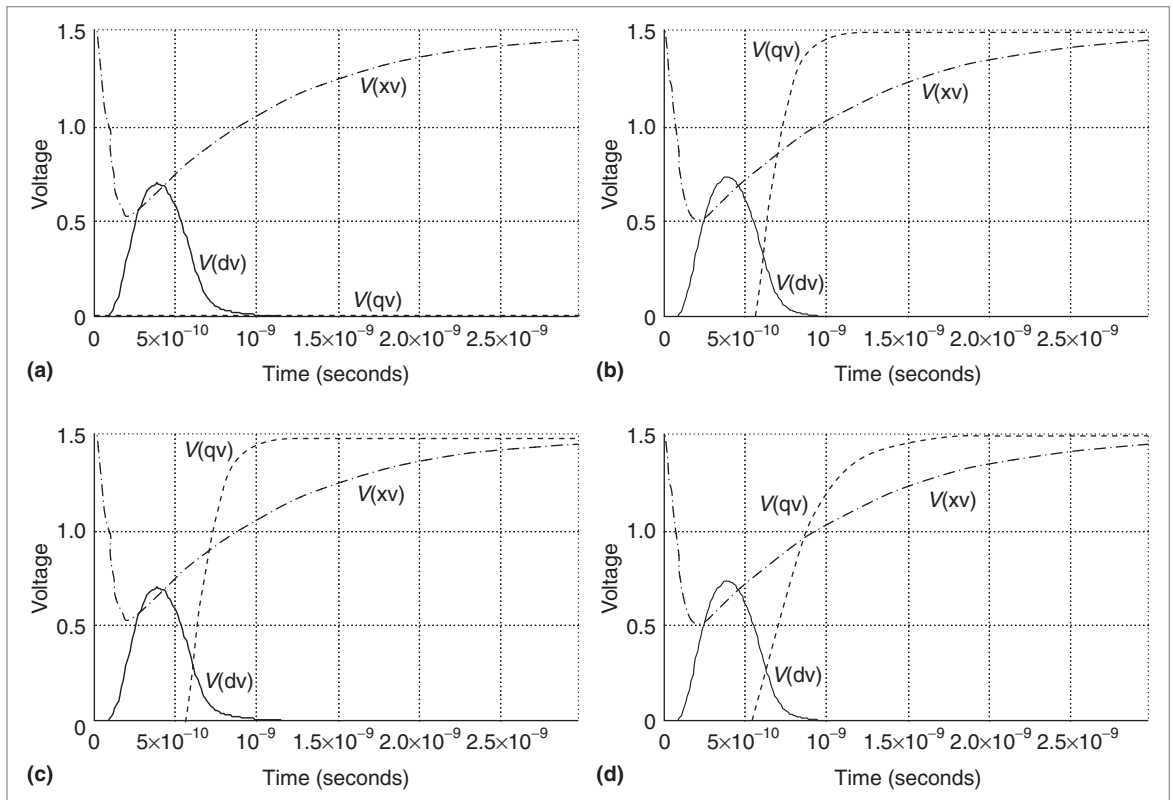 1.5
1.0
0.5
0
Voltage
V(xv)
V(dv)
V(qv)
0
5×10⁻¹⁰
10⁻⁹
1.5×10⁻⁹
2.0×10⁻⁹
2.5×10⁻⁹
Time (seconds)
(a)
1.5
1.0
0.5
0
Voltage
V(qv)
V(xv)
V(dv)
0
5×10⁻¹⁰
10⁻⁹
1.5×10⁻⁹
2.0×10⁻⁹
2.5×10⁻⁹
Time (seconds)
(b)
1.5
1.0
0.5
0
Voltage
V(qv)
V(xv)
V(dv)
0
5×10⁻¹⁰
10⁻⁹
1.5×10⁻⁹
2.0×10⁻⁹
2.5×10⁻⁹
Time (seconds)
(c)
1.5
1.0
0.5
0
Voltage
V(qv)
V(xv)
V(dv)
0
5×10⁻¹⁰
10⁻⁹
1.5×10⁻⁹
2.0×10⁻⁹
2.5×10⁻⁹
Time (seconds)
(d)